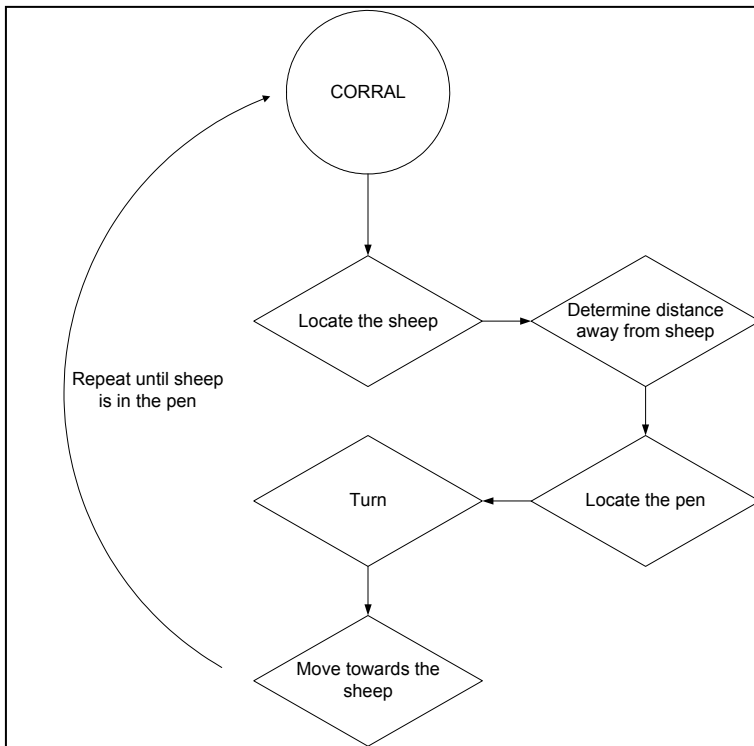 CORRAL
Locate the sheep
Determine distance
away from sheep
Repeat until sheep
is in the pen
Turn
Locate the pen
Move towards the
sheep